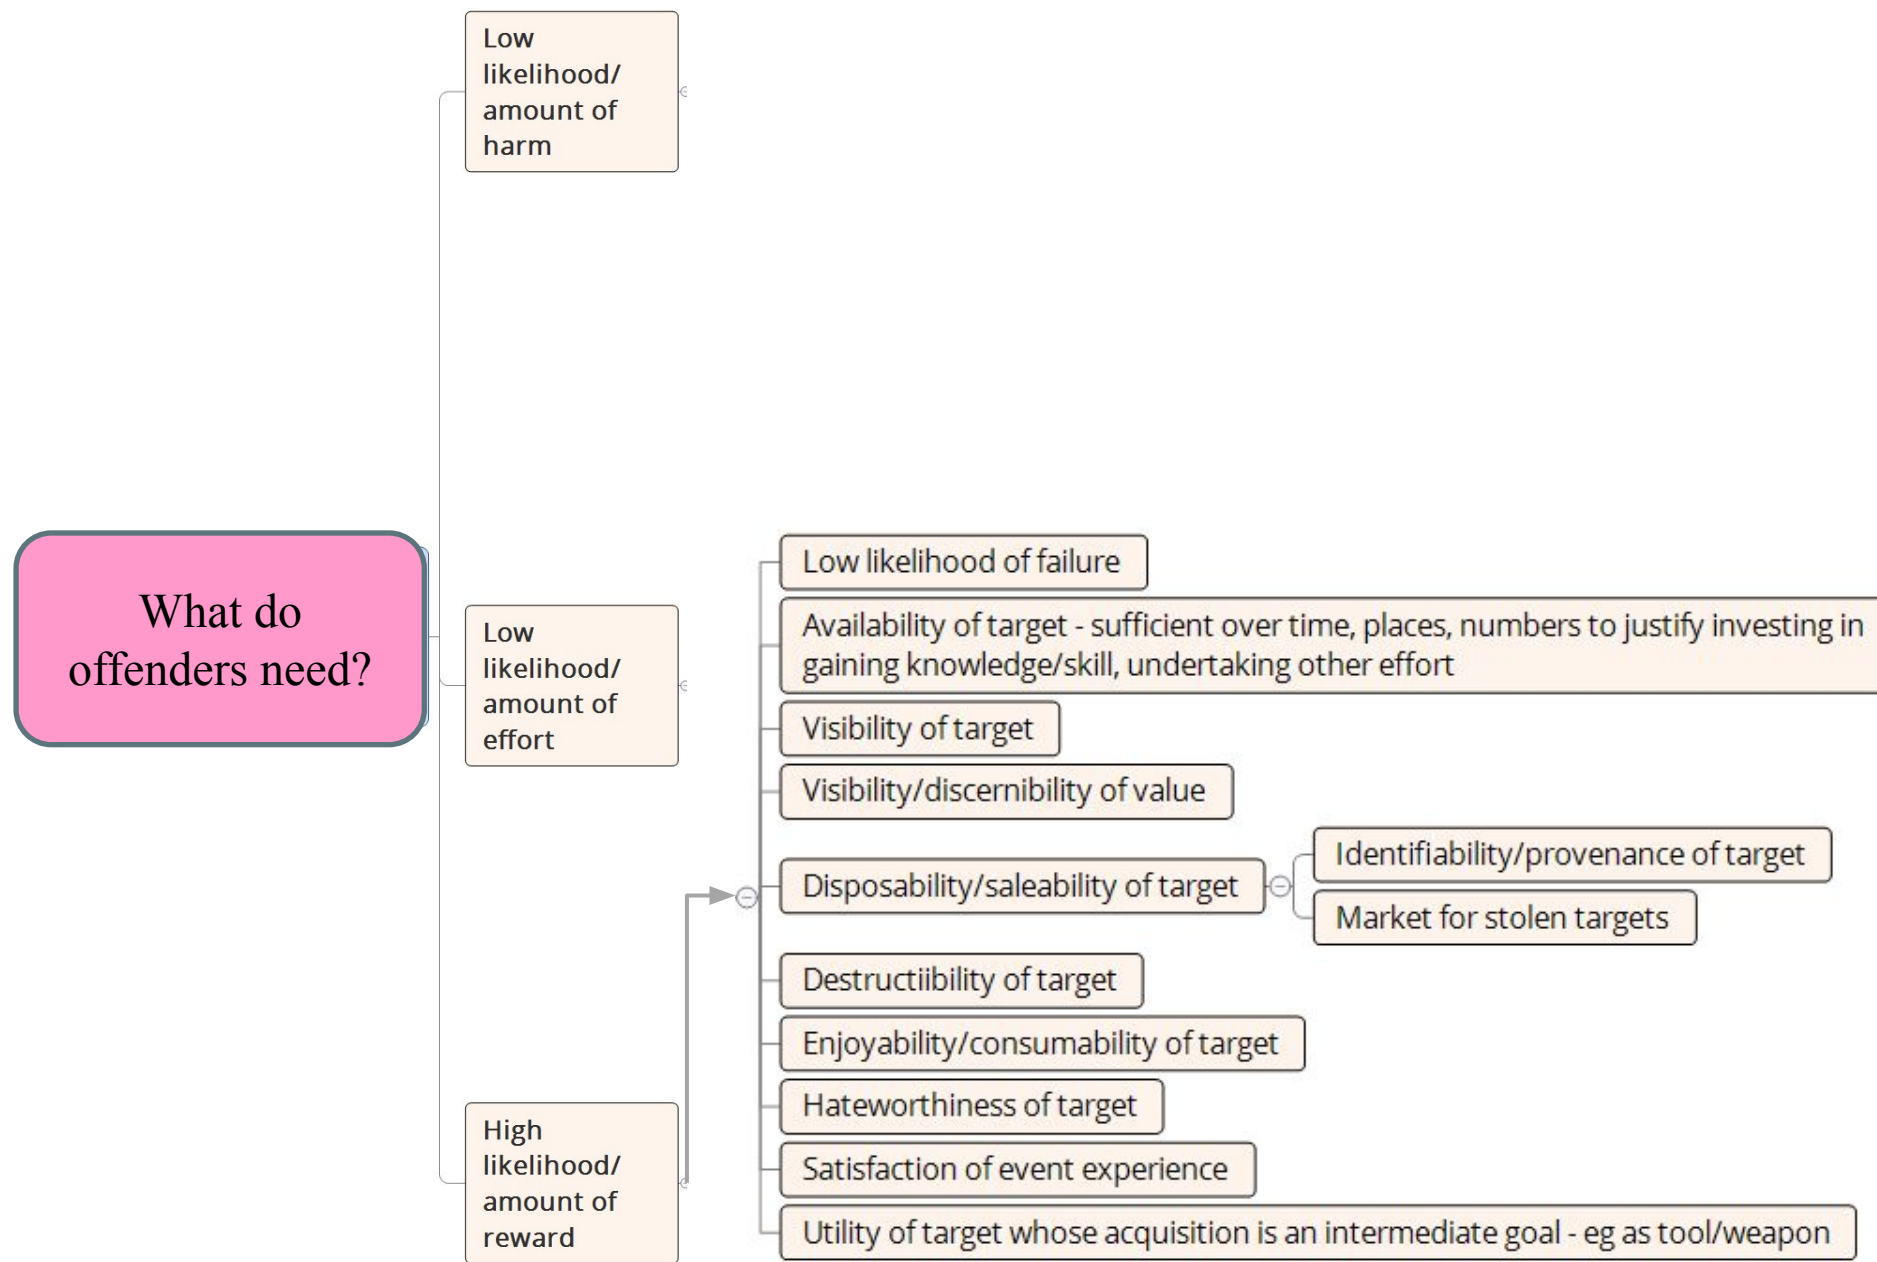 What do
offenders need?
Low
likelihood/
amount of
harm
Low
likelihood/
amount of
effort
High
likelihood/
amount of
reward
Low likelihood of failure
Availability of target - sufficient over time, places, numbers to justify investing in
gaining knowledge/skill, undertaking other effort
Visibility of target
Visibility/discernibility of value
Disposability/saleability of target
Identifiability/provenance of target
Market for stolen targets
Destructiibility of target
Enjoyability/consumability of target
Hateworthiness of target
Satisfaction of event experience
Utility of target whose acquisition is an intermediate goal - eg as tool/weapon